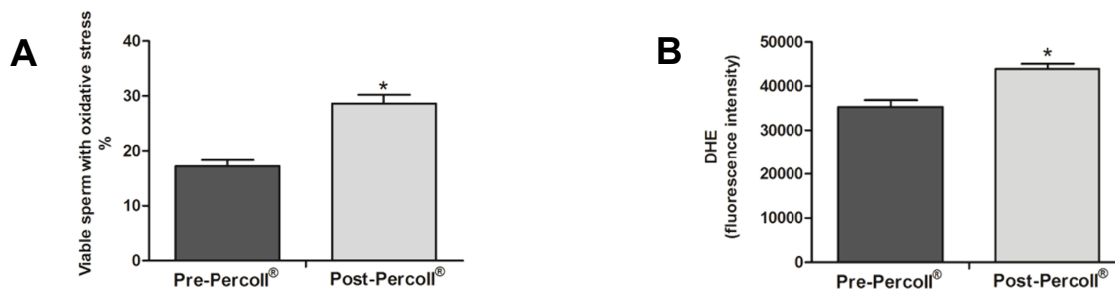 A
Viable sperm with oxidative stress
%
40
30
20
10
0
*
Pre-Percoll®
Post-Percoll®
B
DHE
(fluorescence intensity)
50000
40000
30000
20000
10000
0
*
Pre-Percoll®
Post-Percoll®